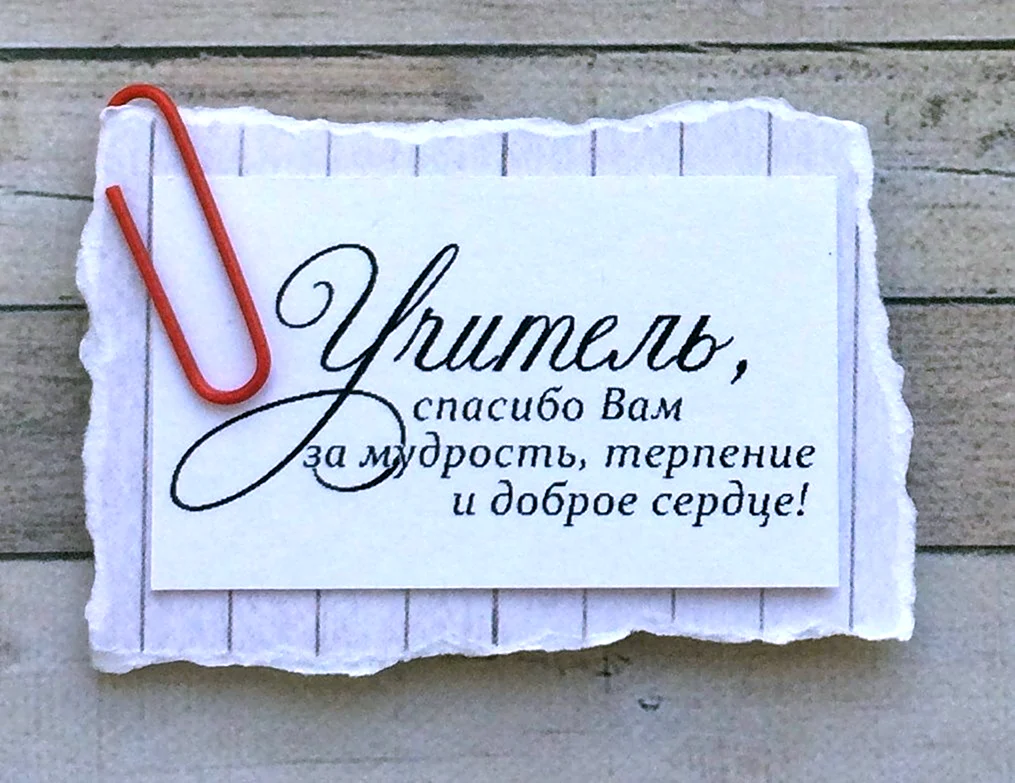 Учитель,
спасибо Вам
за мудрость, терпение
и доброе сердце!